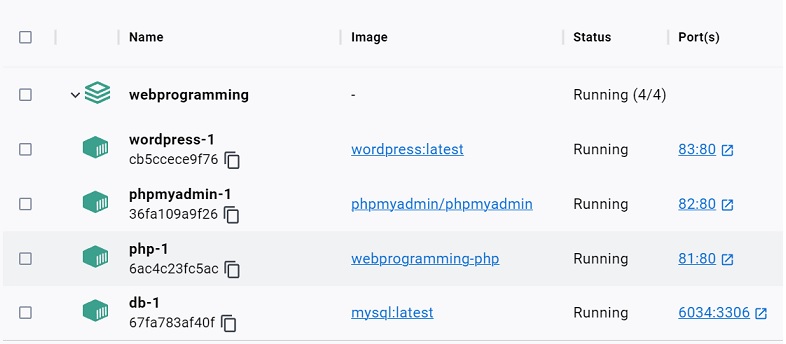 Name Image Status Port(s)
webprogramming - Running (4/4)
wordpress-1
cb5ccece9f76 wordpress:latest Running 83:80
phpmyadmin-1
36fa109a9f26 phpmyadmin/phpmyadmin Running 82:80
php-1
6ac4c23fc5ac webprogramming-php Running 81:80
db-1
67fa783af40f mysql:latest Running 6034:3306